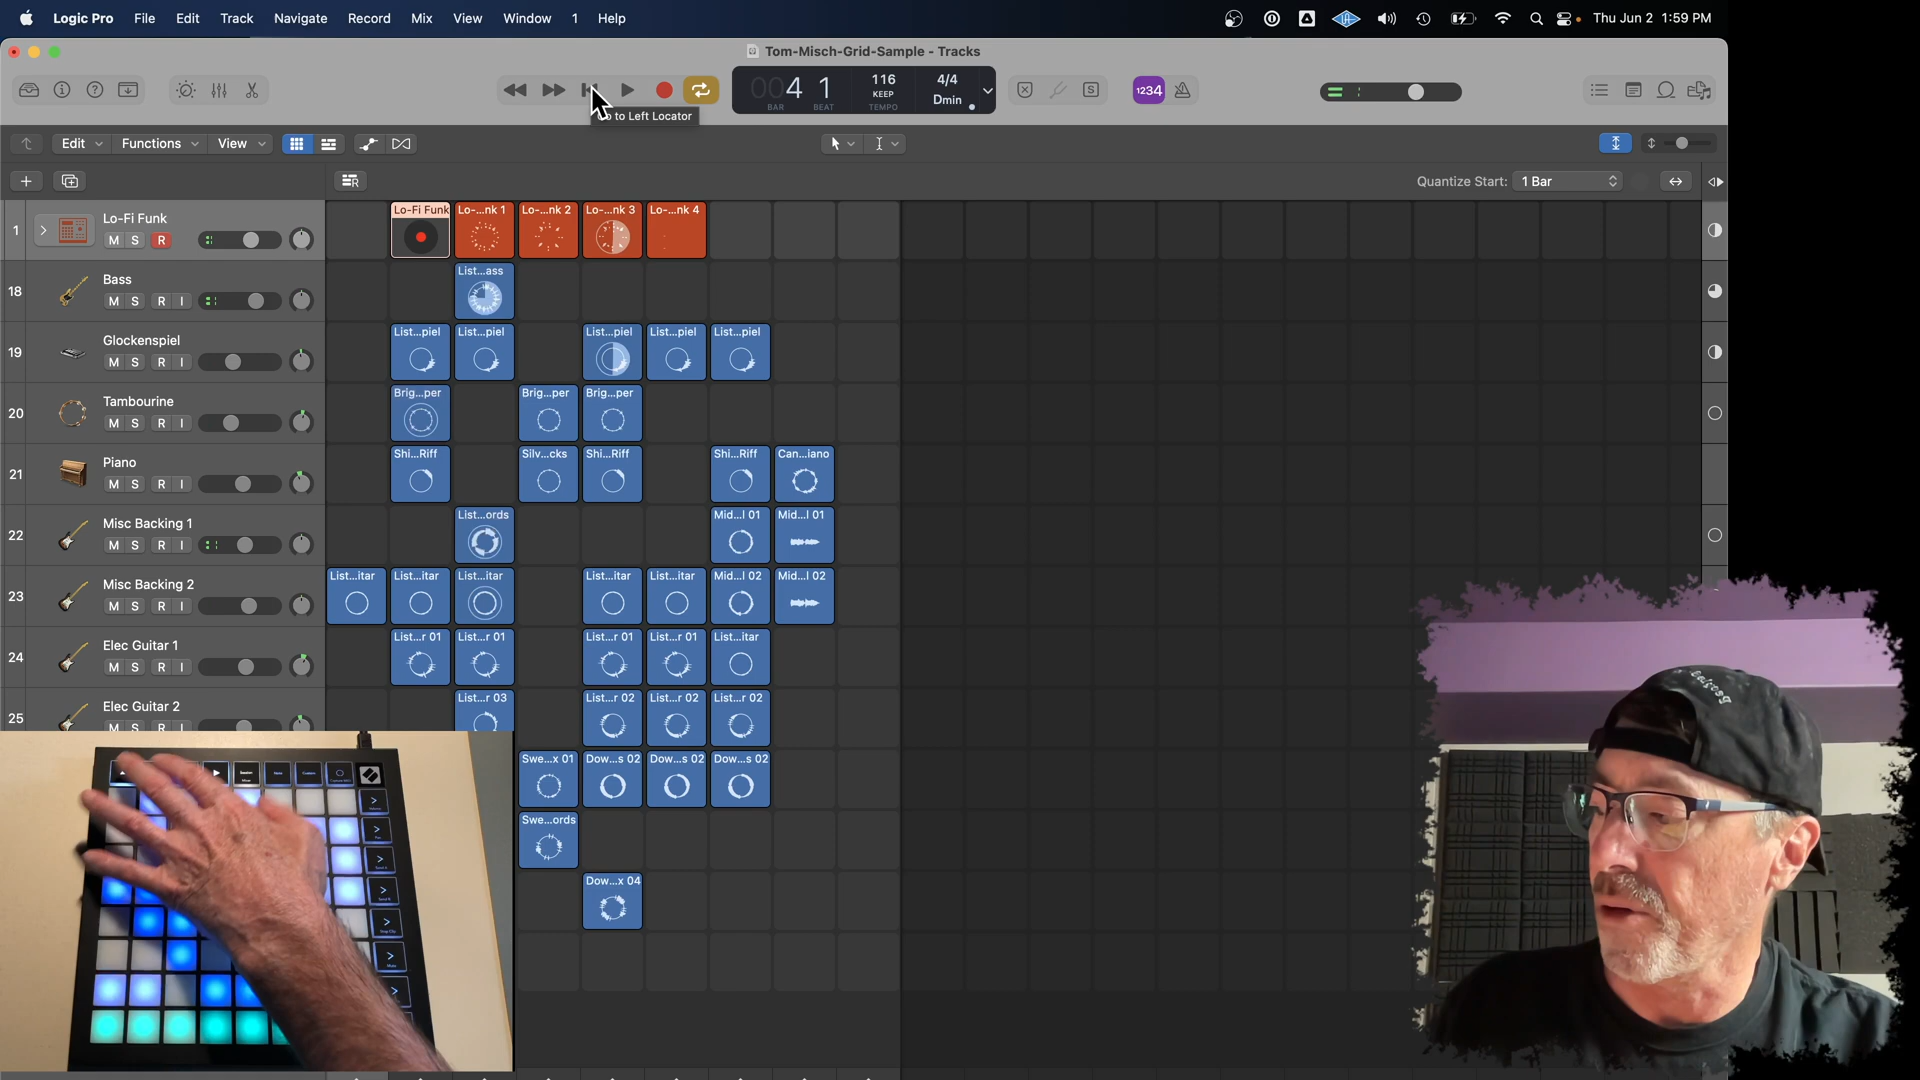 Logic Pro File Edit Track Navigate Record Mix View Window 1 Help Thu Jun 2 1:59 PM
Tom-Misch-Grid-Sample - Tracks
004 1 116 4/4
KEEP Dmin
BAR BEAT TEMPO
1234
to Left Locator
Edit Functions View
Quantize Start: 1 Bar
1 Lo-Fi Funk
M S R
Lo-Fi Funk Lo-...nk 1 Lo-...nk 2 Lo-...nk 3 Lo-...nk 4
18 Bass
M S R I
List...ass
19 Glockenspiel
M S R I
List...piel List...piel List...piel List...piel List...piel
20 Tambourine
M S R I
Brig...per Brig...per Brig...per
21 Piano
M S R I
Shi...Riff Silv...cks Shi...Riff Shi...Riff Can...iano
22 Misc Backing 1
M S R I
List...ords Mid...l 01 Mid...l 01
23 Misc Backing 2
M S R I
List...itar List...itar List...itar List...itar List...itar Mid...l 02 Mid...l 02
24 Elec Guitar 1
M S R I
List...r 01 List...r 01 List...r 01 List...r 01 List...itar
25 Elec Guitar 2
M S R I
List...r 03 List...r 02 List...r 02 List...r 02
Swe...x 01 Dow...s 02 Dow...s 02 Dow...s 02
Swe...ords
Dow...x 04